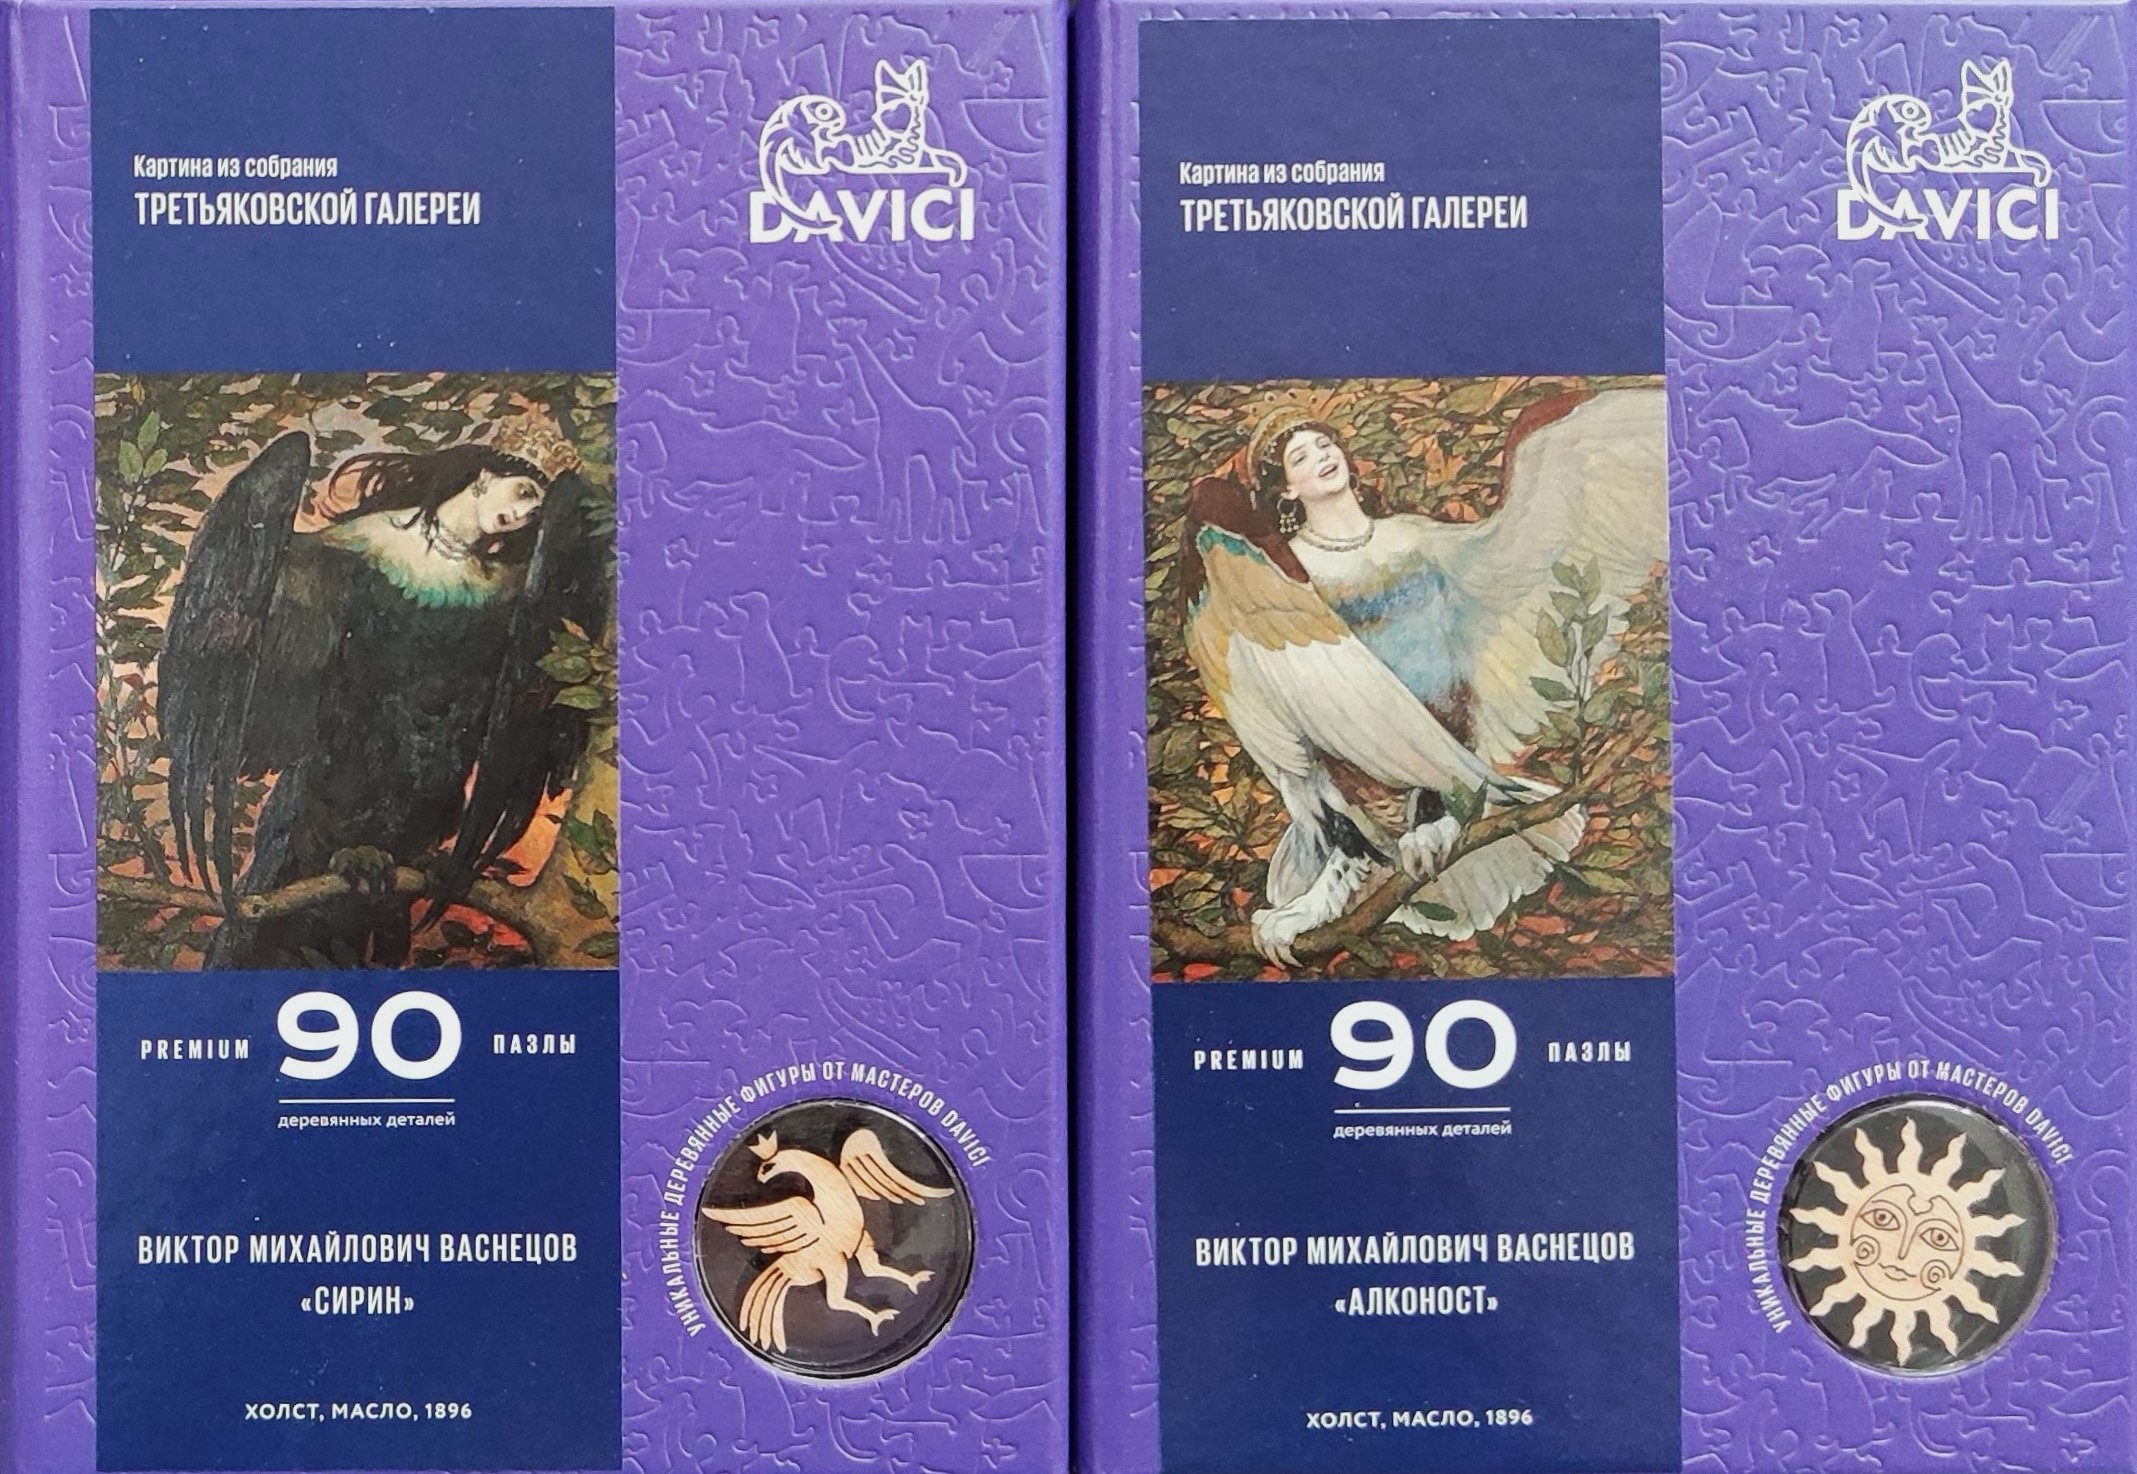 Картина из собрания
ТРЕТЬЯКОВСКОЙ ГАЛЕРЕИ
DAVICI
PREMIUM 90 ПАЗЛЫ
деревянных деталей
УНИКАЛЬНЫЕ ДЕРЕВЯННЫЕ ФИГУРЫ ОТ МАСТЕРОВ DAVICI
ВИКТОР МИХАЙЛОВИЧ ВАСНЕЦОВ
«СИРИН»
ХОЛСТ, МАСЛО, 1896
Картина из собрания
ТРЕТЬЯКОВСКОЙ ГАЛЕРЕИ
DAVICI
PREMIUM 90 ПАЗЛЫ
деревянных деталей
УНИКАЛЬНЫЕ ДЕРЕВЯННЫЕ ФИГУРЫ ОТ МАСТЕРОВ DAVICI
ВИКТОР МИХАЙЛОВИЧ ВАСНЕЦОВ
«АЛКОНОСТ»
ХОЛСТ, МАСЛО, 1896